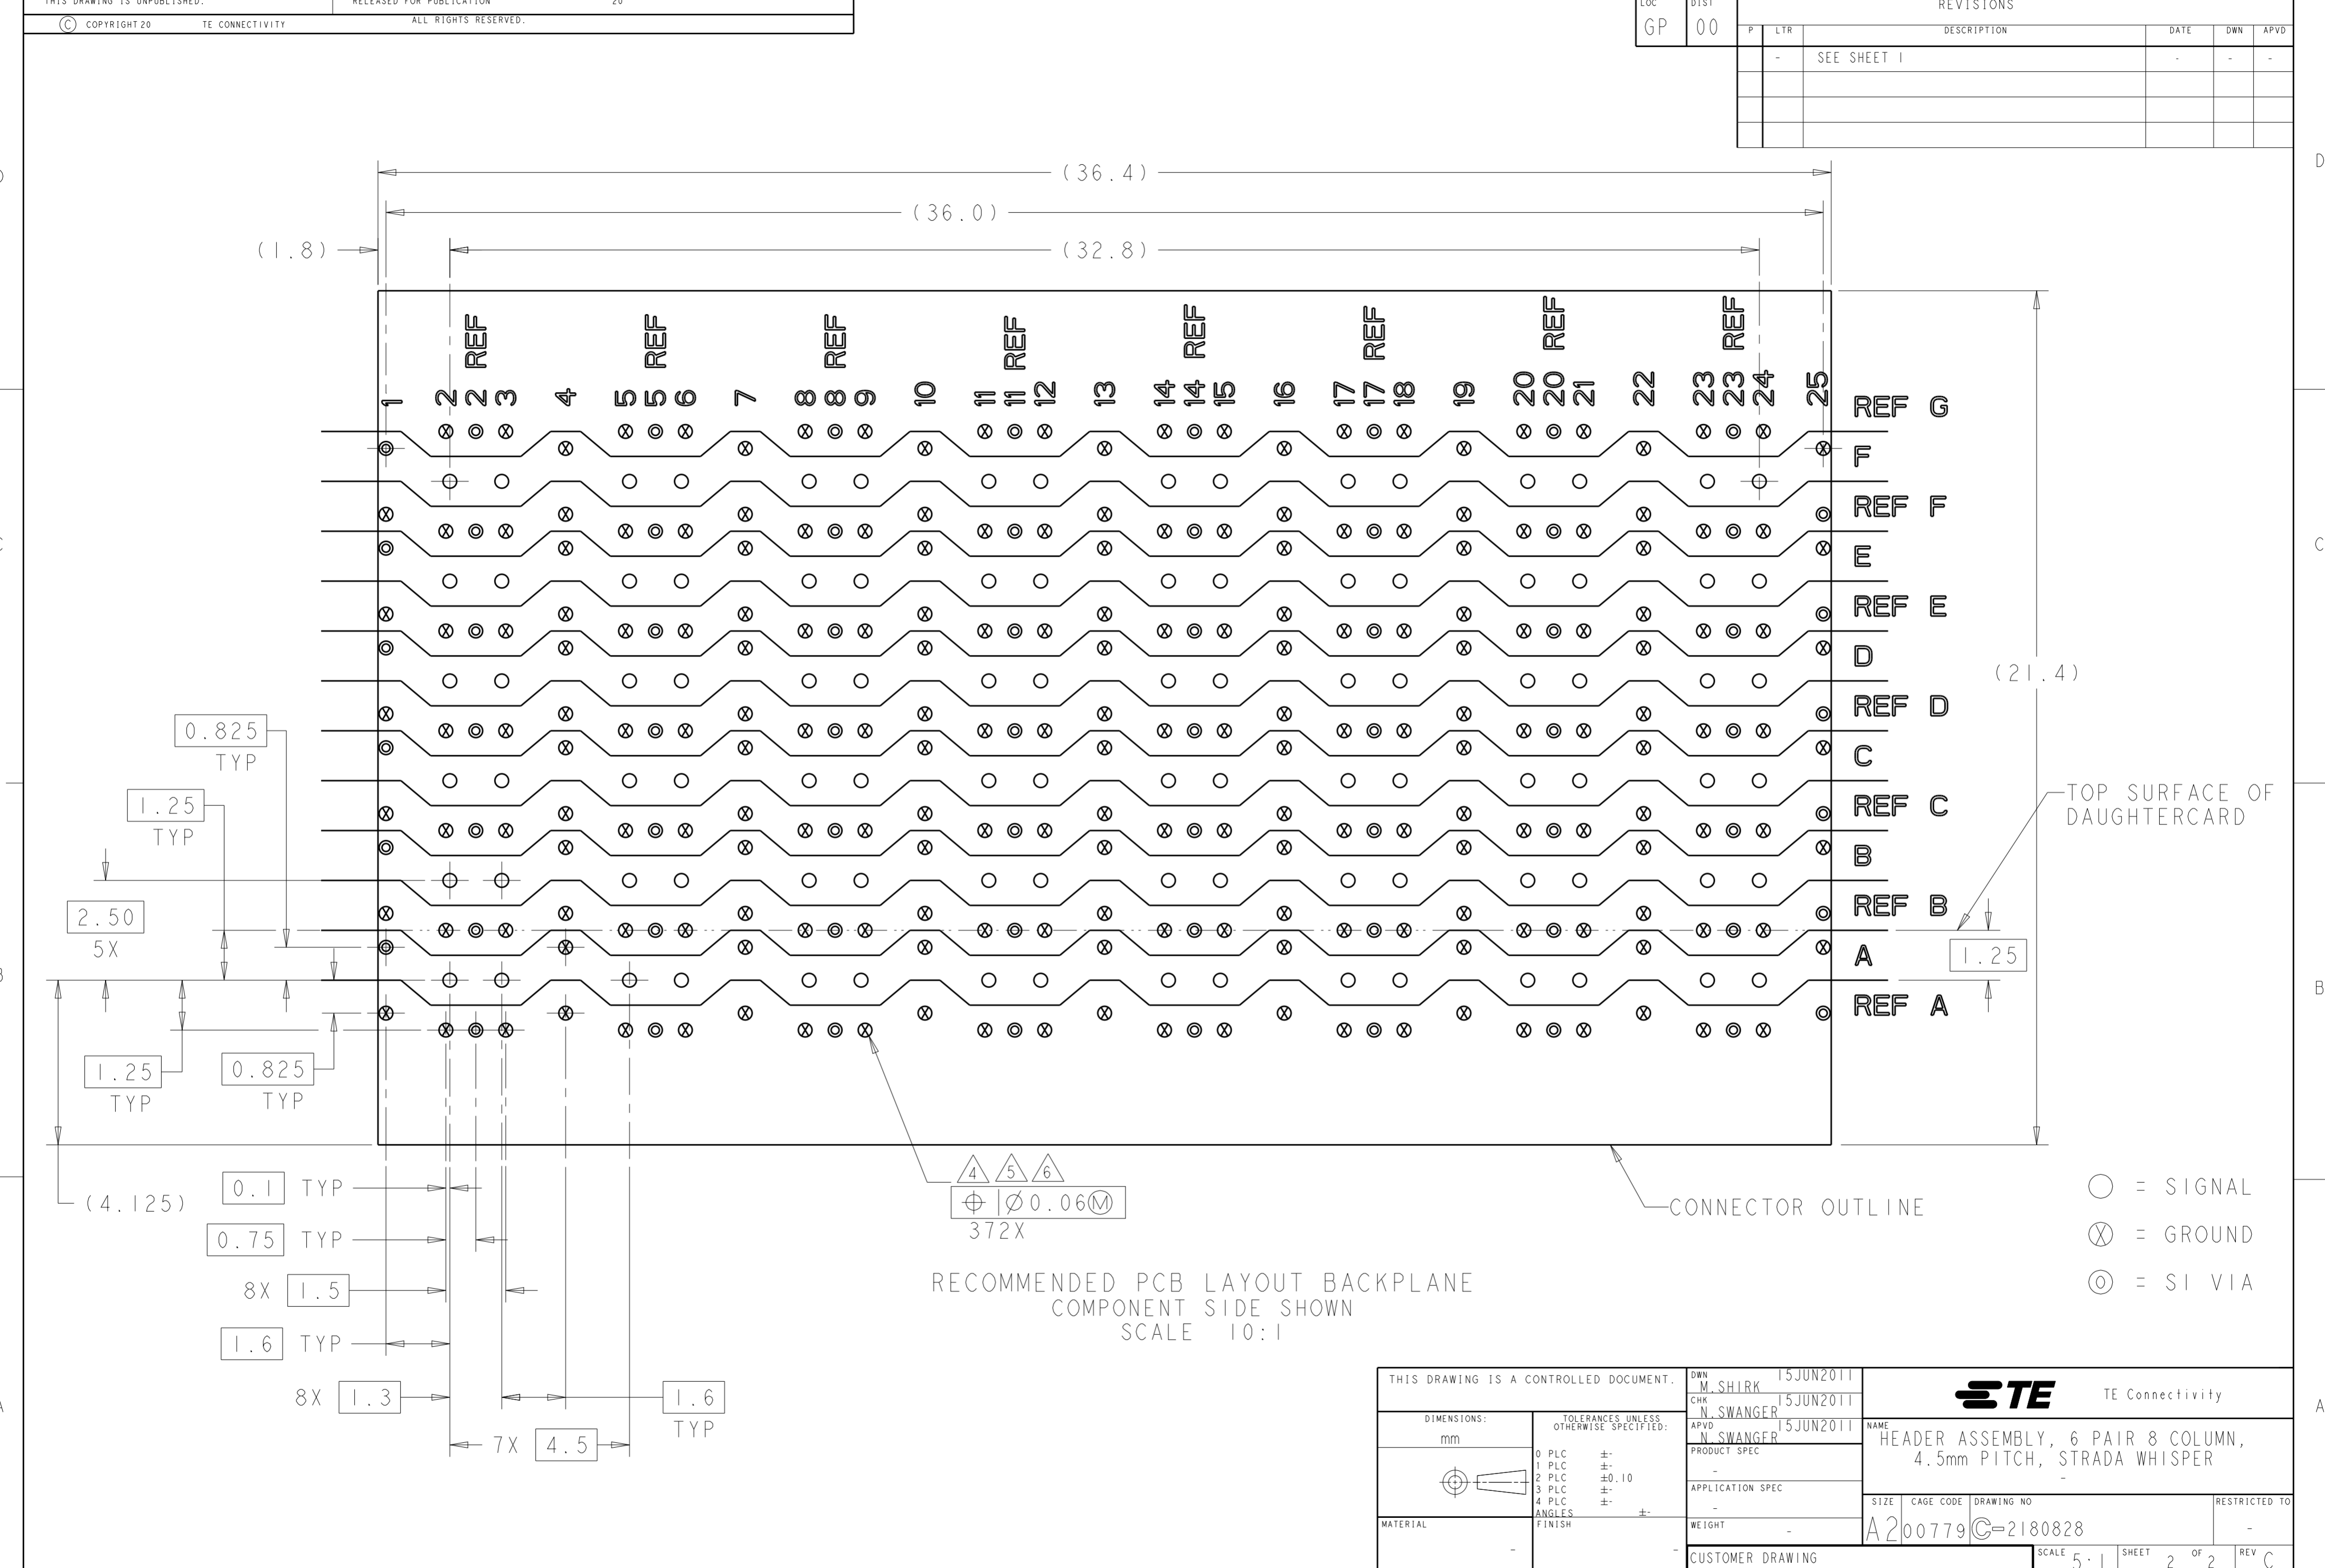 THIS DRAWING IS UNPUBLISHED. RELEASED FOR PUBLICATION 20
© COPYRIGHT 20 TE CONNECTIVITY ALL RIGHTS RESERVED.
LOC DIST REVISIONS
GP 00
P LTR DESCRIPTION DATE DWN APVD
- SEE SHEET 1 - - -
D D
(36.4)
(36.0)
(1.8) (32.8)
REF REF REF REF REF REF REF REF
1 2 2 3 4 5 5 6 7 8 8 9 10 11 11 12 13 14 14 15 16 17 17 18 19 20 20 21 22 23 23 24 25
REF G
F
REF F
C C
E
REF E
D
(21.4)
REF D
0.825
TYP
C
TOP SURFACE OF
DAUGHTERCARD
1.25
TYP
REF C
B
2.50
5X
REF B
A
1.25
B B
REF A
1.25
TYP
0.825
TYP
(4.125)
0.1 TYP
4 5 6
⌖ Ø0.06Ⓜ
372X
CONNECTOR OUTLINE
= SIGNAL
= GROUND
= SI VIA
0.75 TYP
8X 1.5
1.6 TYP
8X 1.3
1.6
TYP
7X 4.5
RECOMMENDED PCB LAYOUT BACKPLANE
COMPONENT SIDE SHOWN
SCALE 10:1
A A
THIS DRAWING IS A CONTROLLED DOCUMENT.
DWN 15JUN2011
M.SHIRK
CHK 15JUN2011
N.SWANGER
APVD 15JUN2011
N.SWANGER
TE TE Connectivity
DIMENSIONS:
mm
TOLERANCES UNLESS
OTHERWISE SPECIFIED:
0 PLC ±-
1 PLC ±-
2 PLC ±0.10
3 PLC ±-
4 PLC ±-
ANGLES ±-
PRODUCT SPEC
-
APPLICATION SPEC
-
NAME
HEADER ASSEMBLY, 6 PAIR 8 COLUMN,
4.5mm PITCH, STRADA WHISPER
-
MATERIAL
-
FINISH
-
WEIGHT -
SIZE CAGE CODE DRAWING NO RESTRICTED TO
A2 00779 C-2180828 -
CUSTOMER DRAWING
SCALE 5:1 SHEET 2 OF 2 REV C